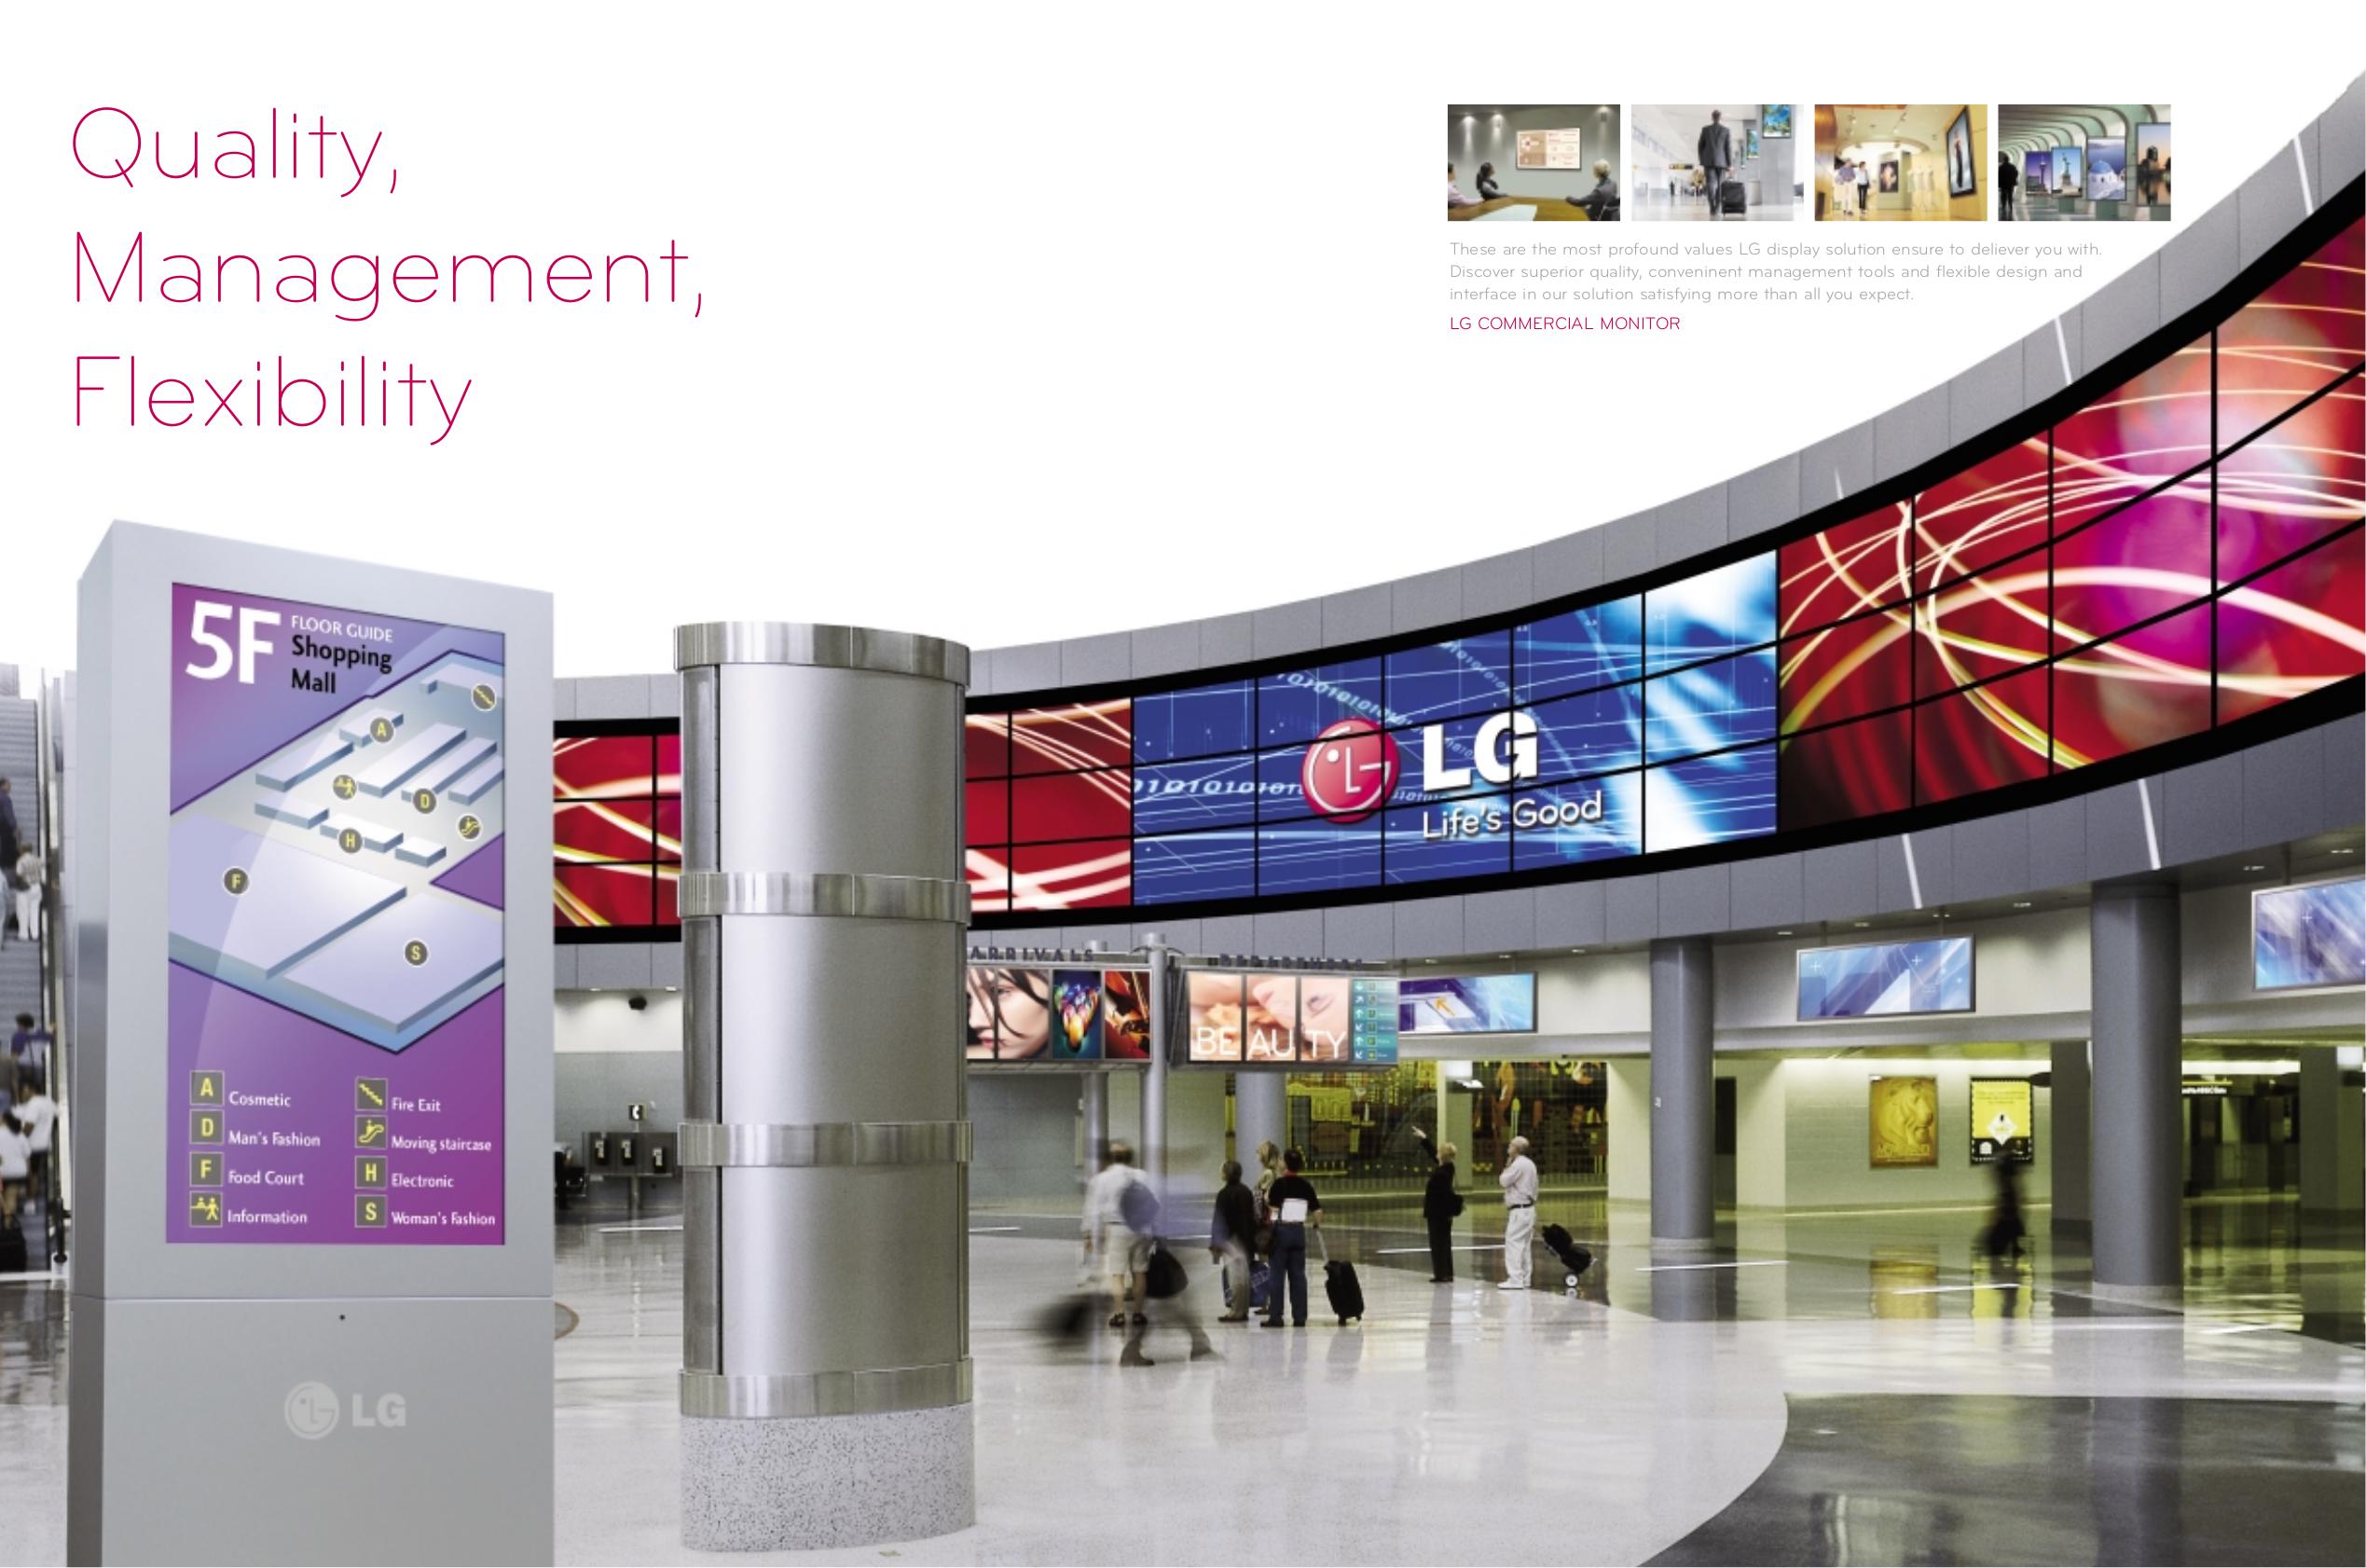 Quality,
Management,
Flexibility
These are the most profound values LG display solution ensure to deliever you with.
Discover superior quality, conveninent management tools and flexible design and
interface in our solution satisfying more than all you expect.
LG COMMERCIAL MONITOR
5F
FLOOR GUIDE
Shopping
Mall
A
D
H
F
S
A Cosmetic
D Man's Fashion
F Food Court
Information
Fire Exit
Moving staircase
H Electronic
S Woman's Fashion
LG
LG
Life's Good
ARRIVALS
BEAUTY